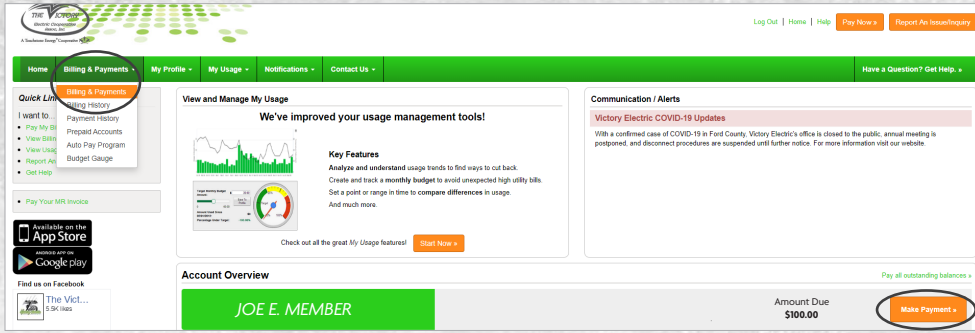 THE VICTORY
Electric Cooperative
Assn, Inc.
A Touchstone Energy® Cooperative
Log Out | Home | Help
Pay Now »
Report An Issue/Inquiry
Home
Billing & Payments
My Profile
My Usage
Notifications
Contact Us
Have a Question? Get Help. »
Billing & Payments
Billing History
Payment History
Prepaid Accounts
Auto Pay Program
Budget Gauge
Quick Lin
I want to...
Pay My Bi
View Billin
View Usag
Report An
Get Help
Pay Your MR Invoice
Available on the
App Store
ANDROID APP ON
Google play
Find us on Facebook
The Vict...
5.5K likes
View and Manage My Usage
We've improved your usage management tools!
Key Features
Analyze and understand usage trends to find ways to cut back.
Create and track a monthly budget to avoid unexpected high utility bills.
Set a point or range in time to compare differences in usage.
And much more.
Check out all the great My Usage features!
Start Now »
Communication / Alerts
Victory Electric COVID-19 Updates
With a confirmed case of COVID-19 in Ford County, Victory Electric's office is closed to the public, annual meeting is
postponed, and disconnect procedures are suspended until further notice. For more information visit our website.
Account Overview
Pay all outstanding balances »
JOE E. MEMBER
Amount Due
$100.00
Make Payment »